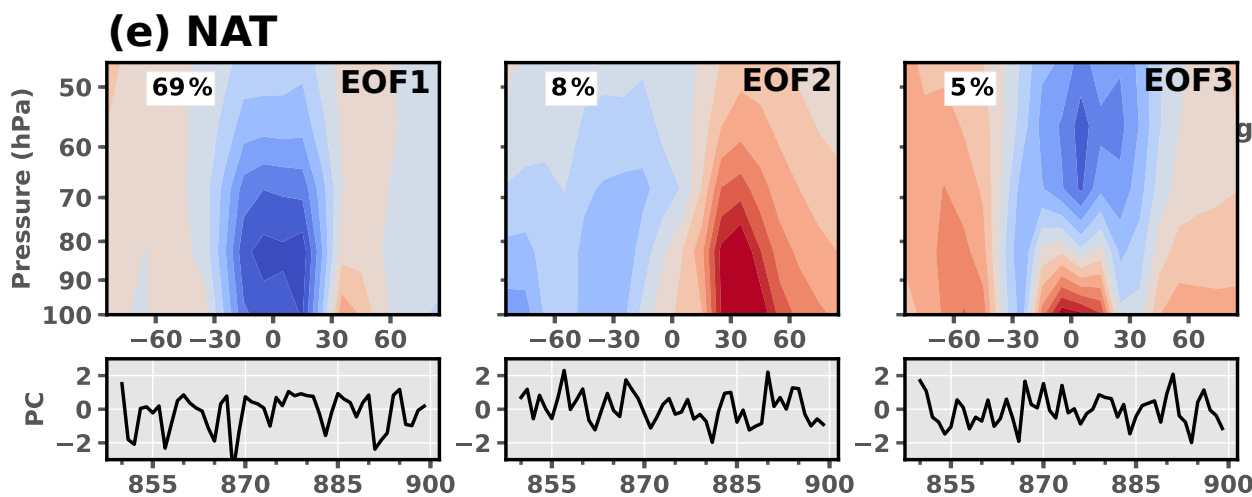 (e) NAT
EOF1 EOF2 EOF3
69% 8% 5%
Pressure (hPa)
50
60
70
80
90
100
g
−60 −30 0 30 60 −60 −30 0 30 60 −60 −30 0 30 60
PC
2 2 2
0 0 0
−2 −2 −2
855 870 885 900 855 870 885 900 855 870 885 900